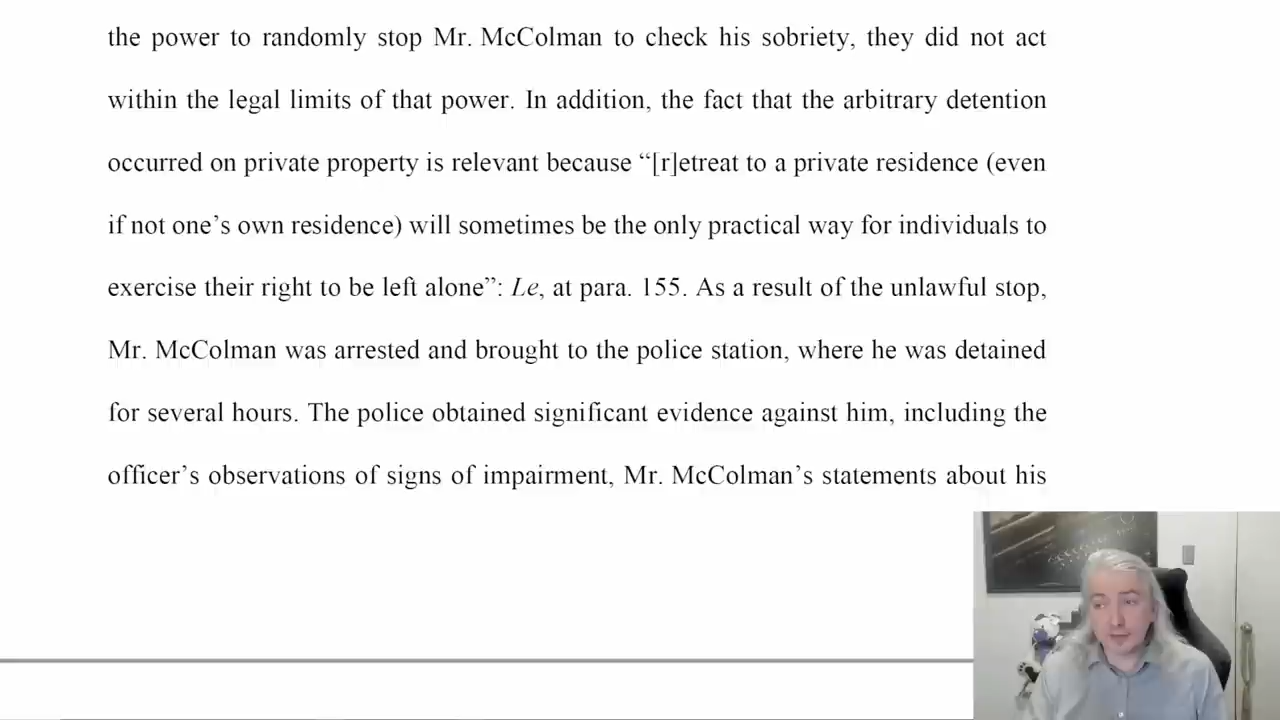 the power to randomly stop Mr. McColman to check his sobriety, they did not act
within the legal limits of that power. In addition, the fact that the arbitrary detention
occurred on private property is relevant because “[r]etreat to a private residence (even
if not one’s own residence) will sometimes be the only practical way for individuals to
exercise their right to be left alone”: Le, at para. 155. As a result of the unlawful stop,
Mr. McColman was arrested and brought to the police station, where he was detained
for several hours. The police obtained significant evidence against him, including the
officer’s observations of signs of impairment, Mr. McColman’s statements about his